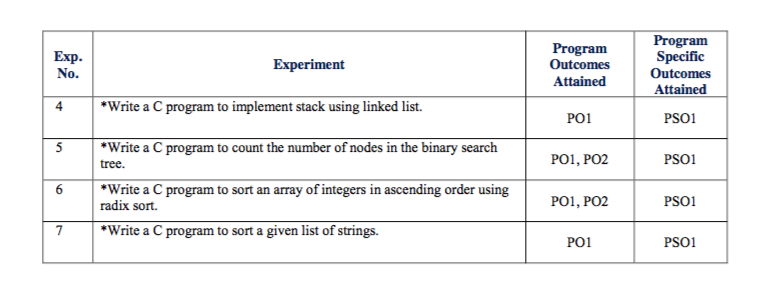 Exp. No.
Experiment
Program Outcomes Attained
Program Specific Outcomes Attained
4
*Write a C program to implement stack using linked list.
PO1
PSO1
5
*Write a C program to count the number of nodes in the binary search
tree.
PO1, PO2
PSO1
6
*Write a C program to sort an array of integers in ascending order using
radix sort.
PO1, PO2
PSO1
7
*Write a C program to sort a given list of strings.
PO1
PSO1